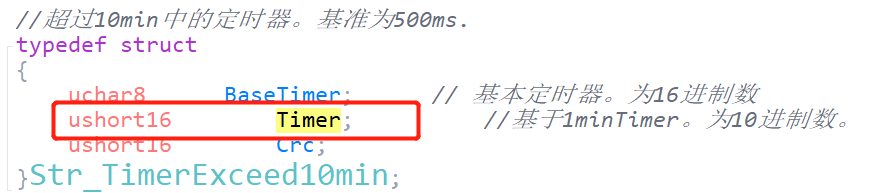 //超过10min中的定时器。基准为500ms.
typedef struct
{
uchar8 BaseTimer; // 基本定时器。为16进制数
ushort16 Timer; //基于1minTimer。为10进制数。
ushort16 Crc;
}Str_TimerExceed10min;